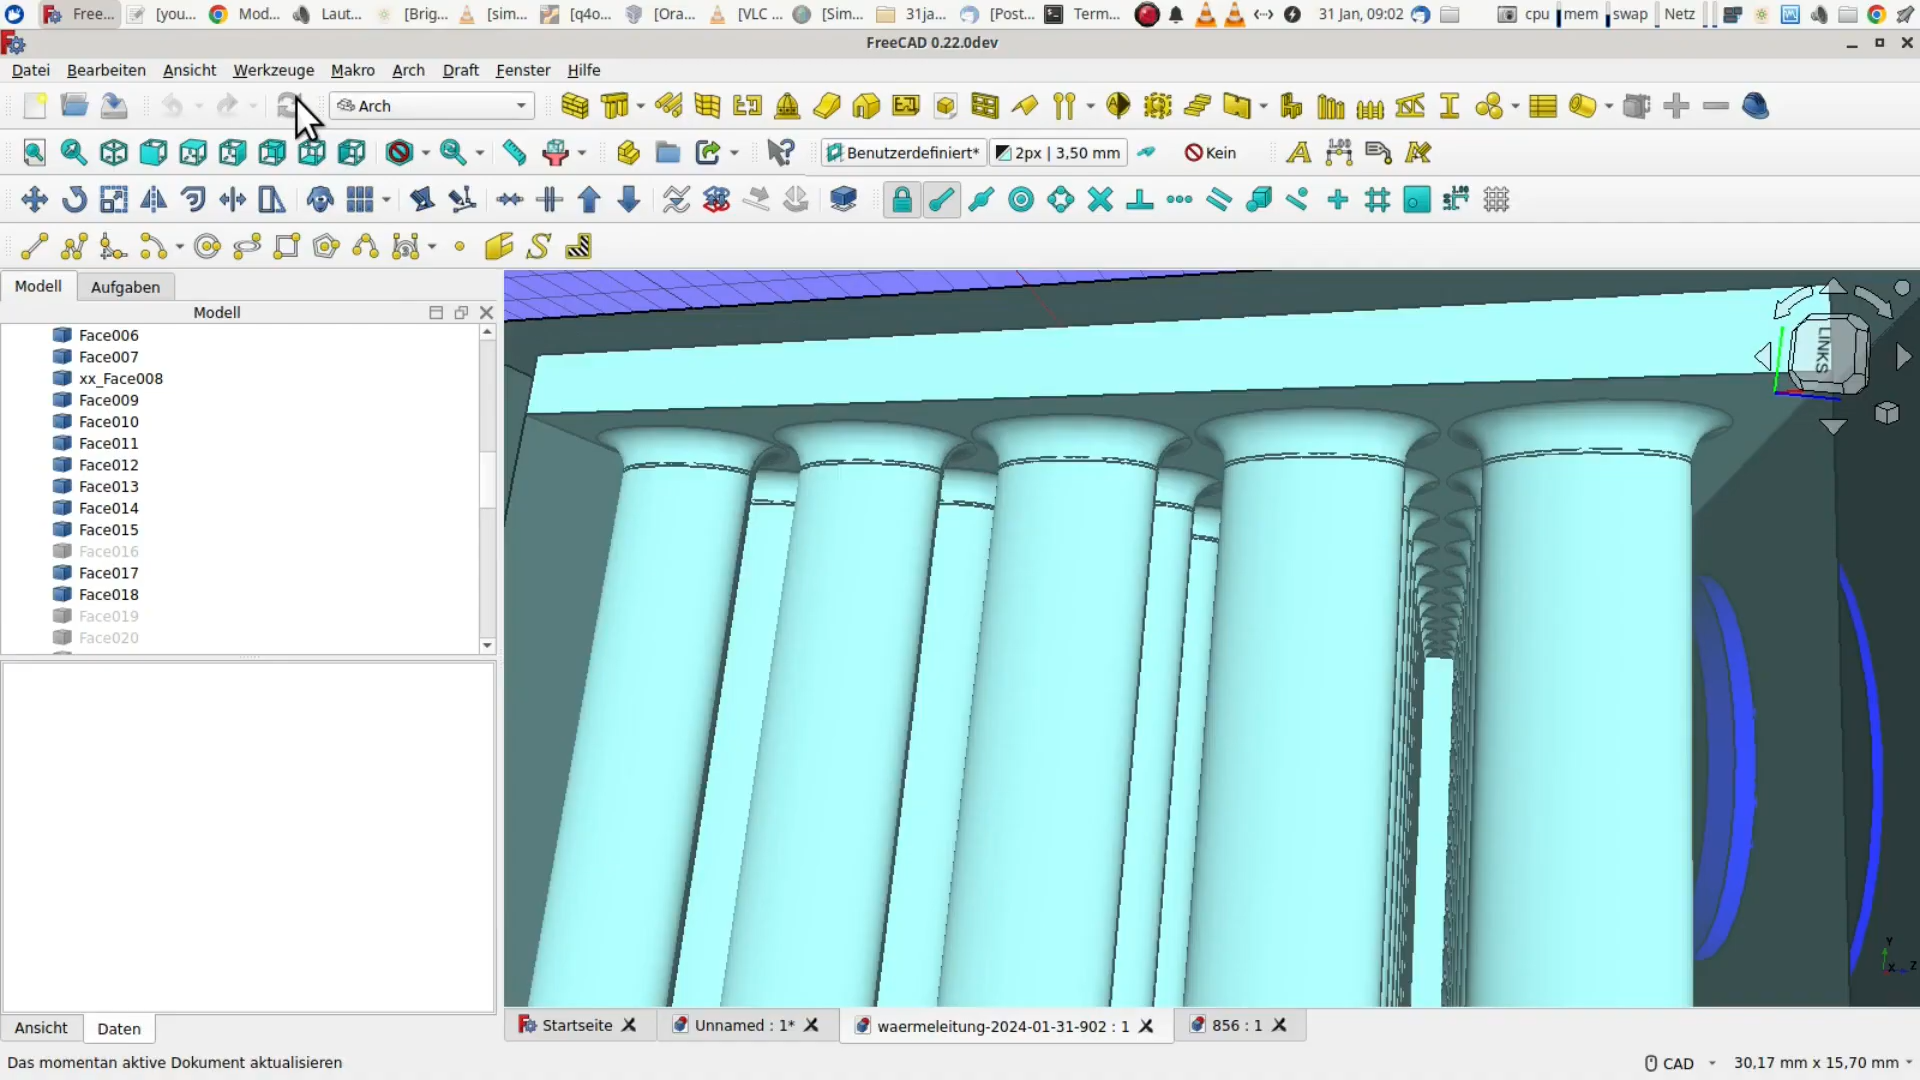 Free...
[you...
Mod...
Laut...
[Brig...
[sim...
[q4o...
[Ora...
[VLC ...
[Sim...
31ja...
[Post...
Term...
31 Jan, 09:02
cpu
mem
swap
Netz
FreeCAD 0.22.0dev
Datei
Bearbeiten
Ansicht
Werkzeuge
Makro
Arch
Draft
Fenster
Hilfe
Arch
Benutzerdefiniert*
2px | 3,50 mm
Kein
1.00
1.00
Modell
Aufgaben
Modell
Face006
Face007
xx_Face008
Face009
Face010
Face011
Face012
Face013
Face014
Face015
Face016
Face017
Face018
Face019
Face020
LINKS
Y
X
Z
Ansicht
Daten
Startseite
Unnamed : 1*
waermeleitung-2024-01-31-902 : 1
856 : 1
Das momentan aktive Dokument aktualisieren
CAD
30,17 mm x 15,70 mm